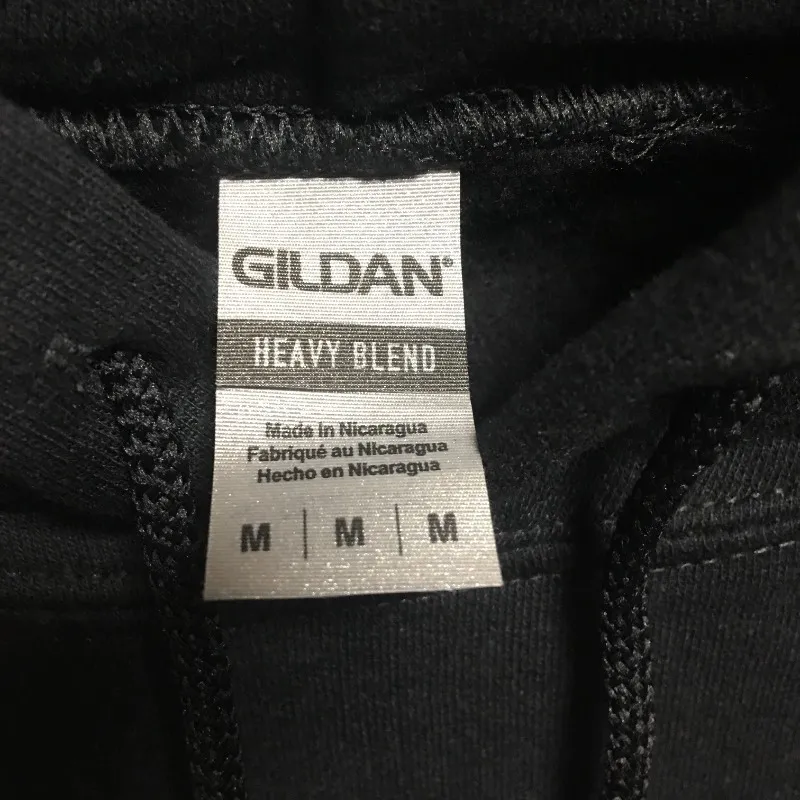 GILDAN®
HEAVY BLEND
Made in Nicaragua
Fabriqué au Nicaragua
Hecho en Nicaragua
M | M | M